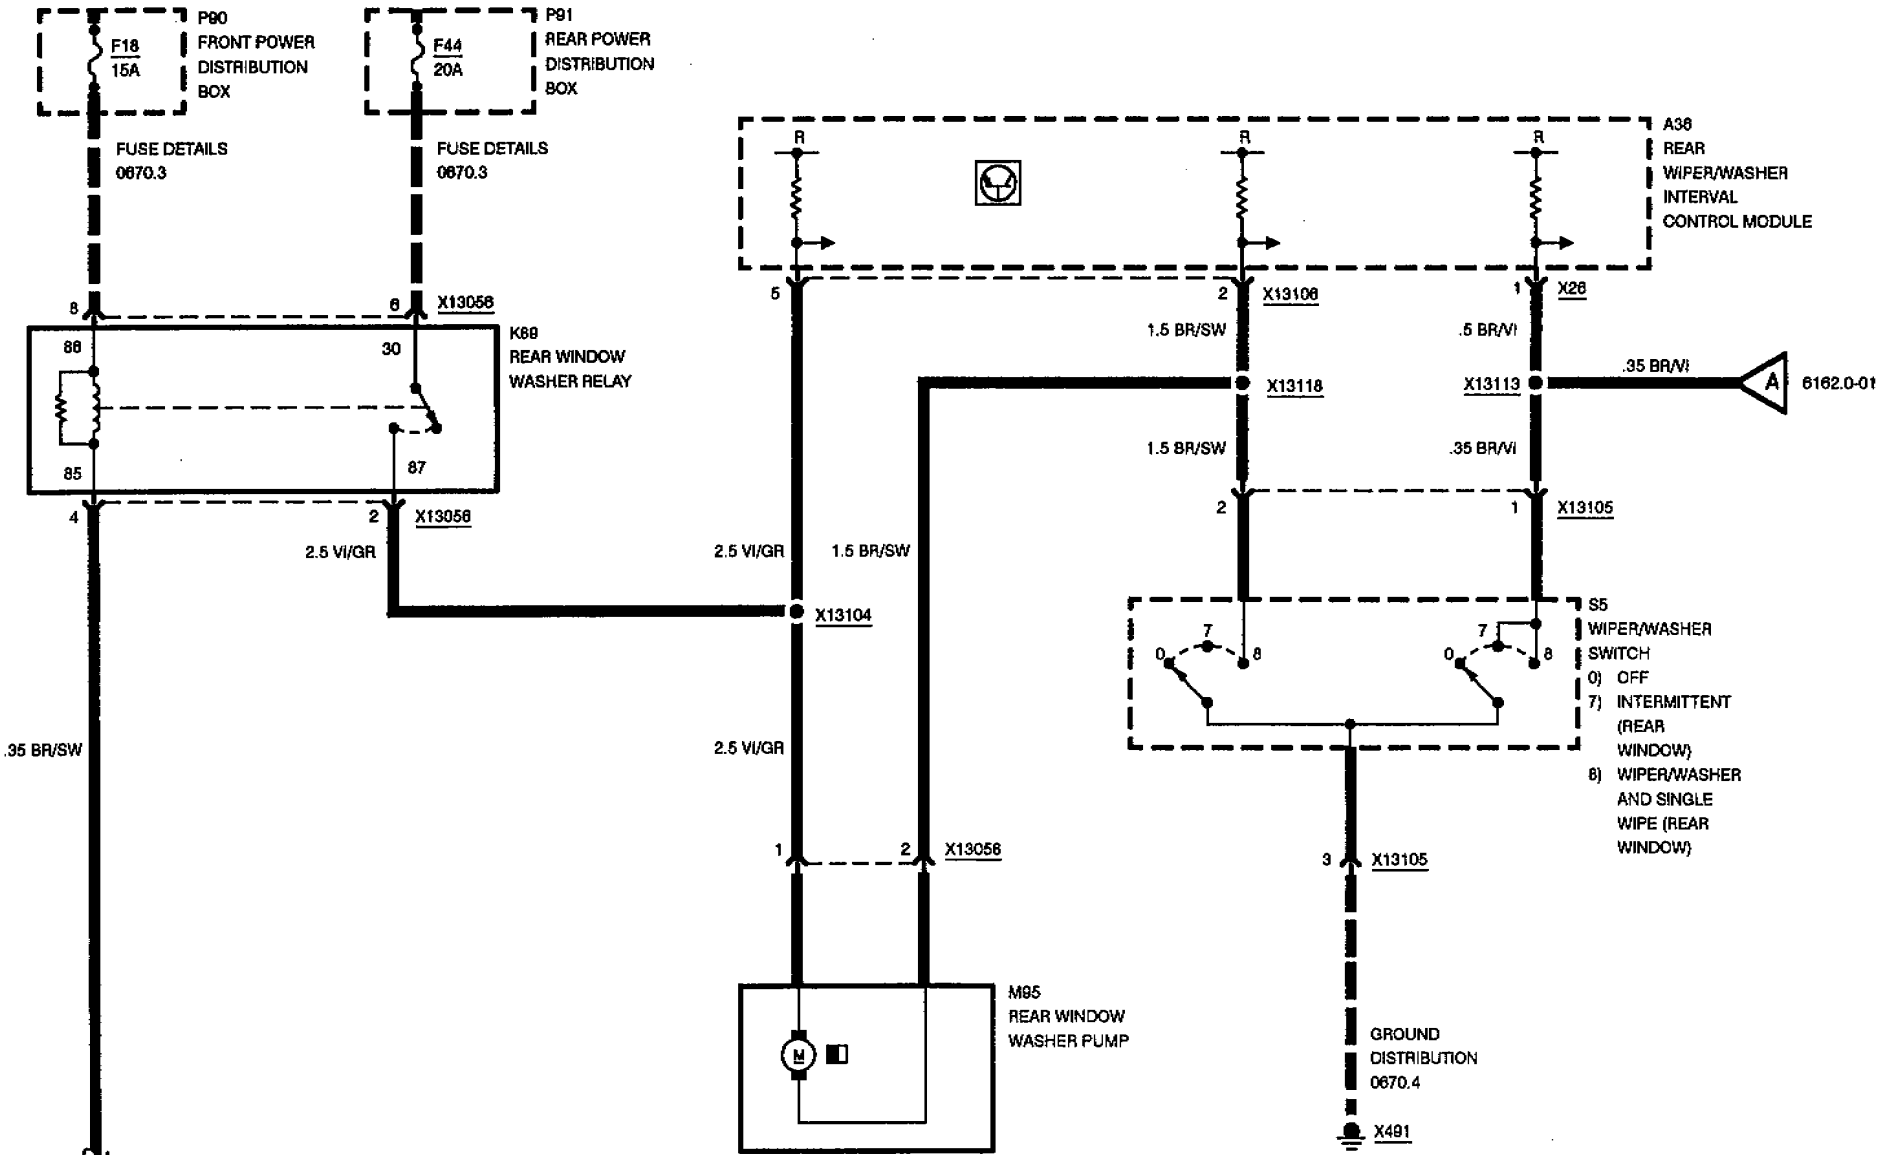 P90
FRONT POWER
DISTRIBUTION
BOX
F18
15A
P91
REAR POWER
DISTRIBUTION
BOX
F44
20A
FUSE DETAILS
0670.3
FUSE DETAILS
0670.3
R
R
R
A36
REAR
WIPER/WASHER
INTERVAL
CONTROL MODULE
8
6
X13056
5
2
X13106
1
X26
K69
REAR WINDOW
WASHER RELAY
86
30
85
87
1.5 BR/SW
.5 BR/VI
X13118
X13113
.35 BR/VI
A
6162.0-01
1.5 BR/SW
.35 BR/VI
4
2
X13056
2
1
X13105
2.5 VI/GR
2.5 VI/GR
1.5 BR/SW
X13104
S5
WIPER/WASHER
SWITCH
0) OFF
7) INTERMITTENT
(REAR
WINDOW)
8) WIPER/WASHER
AND SINGLE
WIPE (REAR
WINDOW)
0
7
8
0
7
8
.35 BR/SW
2.5 VI/GR
1
2
X13056
3
X13105
M95
REAR WINDOW
WASHER PUMP
M
GROUND
DISTRIBUTION
0670.4
X491